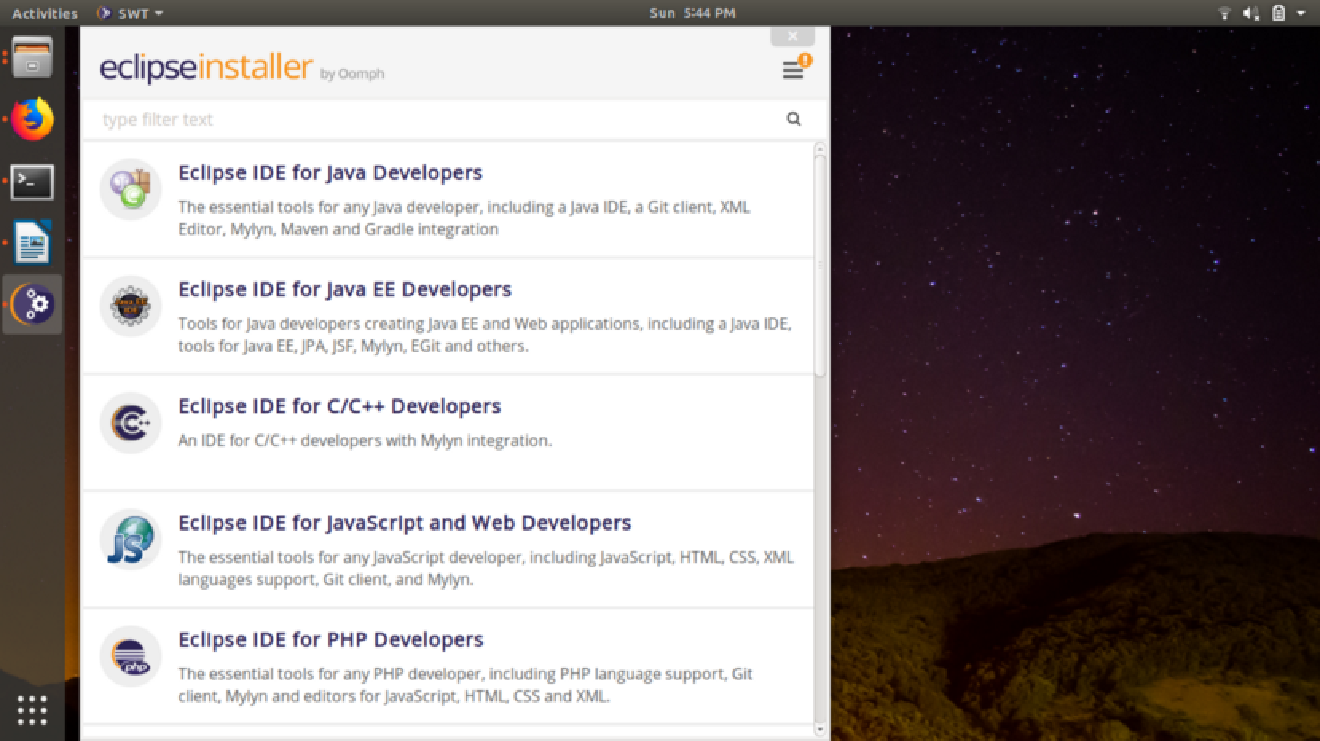 Activities SWT Sun 5:44 PM
eclipseinstaller by Oomph
type filter text
Eclipse IDE for Java Developers
The essential tools for any Java developer, including a Java IDE, a Git client, XML
Editor, Mylyn, Maven and Gradle integration
Eclipse IDE for Java EE Developers
Tools for Java developers creating Java EE and Web applications, including a Java IDE,
tools for Java EE, JPA, JSF, Mylyn, EGit and others.
Eclipse IDE for C/C++ Developers
An IDE for C/C++ developers with Mylyn integration.
Eclipse IDE for JavaScript and Web Developers
The essential tools for any JavaScript developer, including JavaScript, HTML, CSS, XML
languages support, Git client, and Mylyn.
JS
Eclipse IDE for PHP Developers
The essential tools for any PHP developer, including PHP language support, Git
client, Mylyn and editors for JavaScript, HTML, CSS and XML.
php